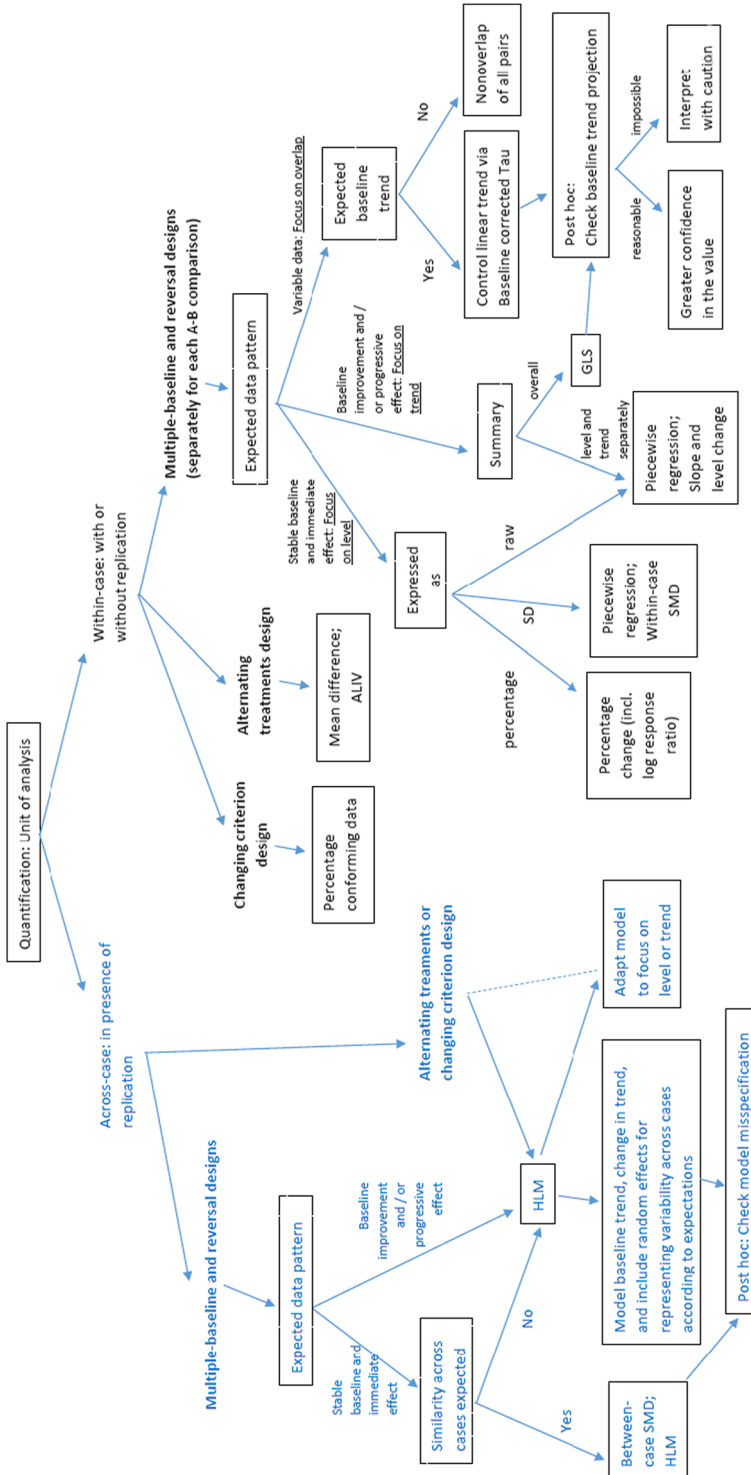 Quantification: Unit of analysis
Across-case: in presence of
replication
Within-case: with or
without replication
Multiple-baseline and reversal designs
Alternating treaments or
changing criterion design
Changing criterion
design
Alternating
treatments design
Multiple-baseline and reversal designs
(separately for each A-B comparison)
Expected data pattern
Stable
baseline and
immediate
effect
Baseline
improvement
and / or
progressive
effect
Similarity across
cases expected
Yes
No
HLM
Between-
case SMD;
HLM
Model baseline trend, change in trend,
and include random effects for
representing variability across cases
according to expectations
Adapt model
to focus on
level or trend
Post hoc: Check model misspecification
Percentage
conforming data
Mean difference;
ALIV
Expected data pattern
Stable baseline
and immediate
effect: Focus
on level
Baseline
improvement and /
or progressive
effect: Focus on
trend
Variable data: Focus on overlap
Expressed
as
Summary
Expected
baseline
trend
percentage
SD
raw
level and
trend
separately
overall
Yes
No
Percentage
change (incl.
log response
ratio)
Piecewise
regression;
Within-case
SMD
Piecewise
regression;
Slope and
level change
GLS
Control linear trend via
Baseline corrected Tau
Nonoverlap
of all pairs
Post hoc:
Check baseline trend projection
reasonable
impossible
Greater confidence
in the value
Interpret
with caution